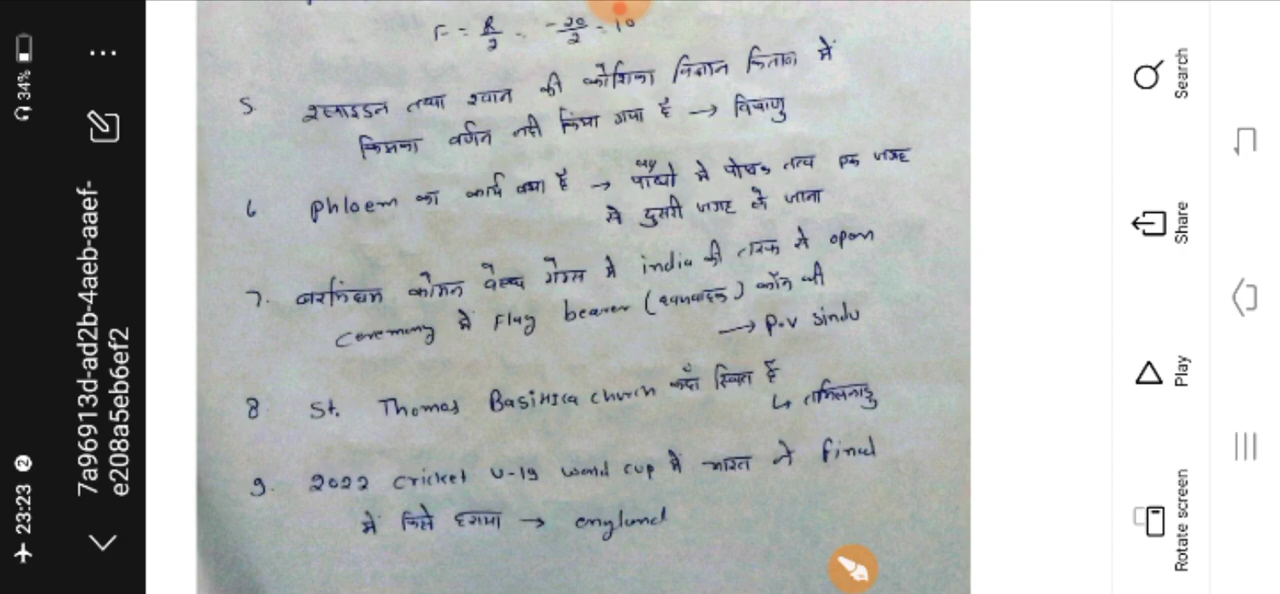 F = R/2 = -20/2 = 10
5. श्लाइडन तथा श्वान की कोशिका विज्ञान किताब में
किसका वर्णन नही किया गया है → विषाणु
6 Phloem का कार्य क्या है → पौधो मे पोषक तत्व एक जगह
से दुसरी जगह ले जाना
7. बरमिंघम कोमन वेल्थ गेम्स मे india की तरफ से open
ceremony में Flag bearer (ध्वजवाहक) कौन थी
→ P.V Sindu
8 St. Thomas Basilica church कहाँ स्थित है
↳ तमिलनाडु
9. 2022 cricket U-19 world cup में भारत ने final
में किसे हराया → england
23:23 2
34%
7a96913d-ad2b-4aeb-aaef-
e208a5eb6ef2
Search
Share
Play
Rotate screen